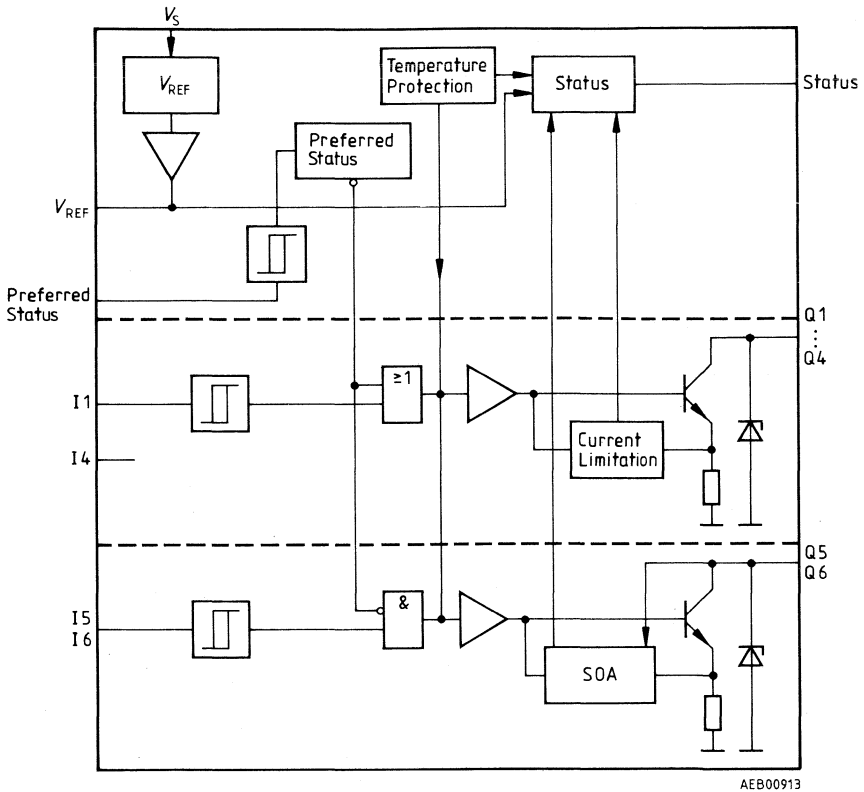 VS
VREF
Temperature
Protection
Status
Status
Preferred
Status
VREF
Preferred
Status
Q1
⋮
Q4
≥1
I1
Current
Limitation
I4
Q5
Q6
&
I5
I6
SOA
AEB00913